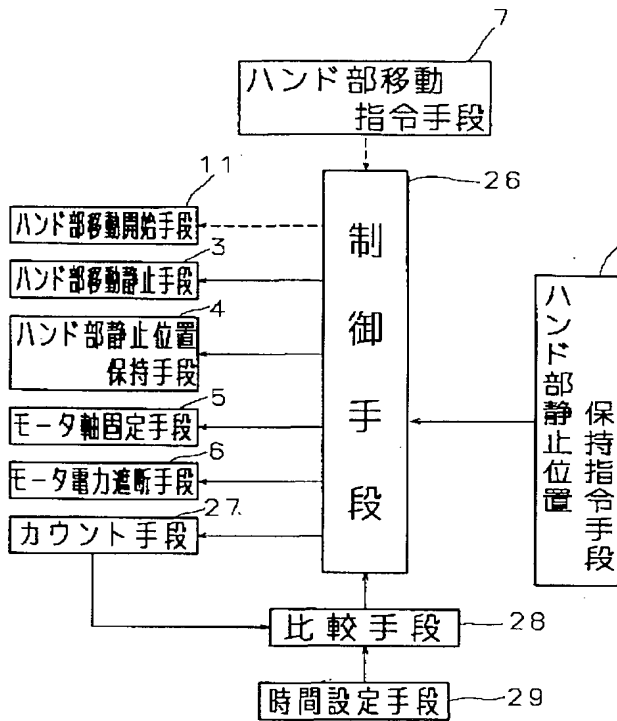 7
ハンド部移動
指令手段
26
制御手段
11
ハンド部移動開始手段
3
ハンド部移動静止手段
4
ハンド部静止位置
保持手段
5
モータ軸固定手段
6
モータ電力遮断手段
27
カウント手段
ハンド部静止位置
保持指令手段
比較手段
28
時間設定手段
29